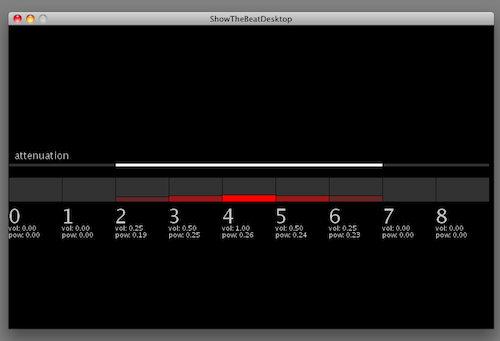 ShowTheBeatDesktop
attenuation
0 1 2 3 4 5 6 7 8
vol: 0,00 vol: 0,00 vol: 0,25 vol: 0,50 vol: 1,00 vol: 0,50 vol: 0,25 vol: 0,00 vol: 0,00
pow: 0,00 pow: 0,00 pow: 0,19 pow: 0,25 pow: 0,26 pow: 0,24 pow: 0,23 pow: 0,00 pow: 0,00